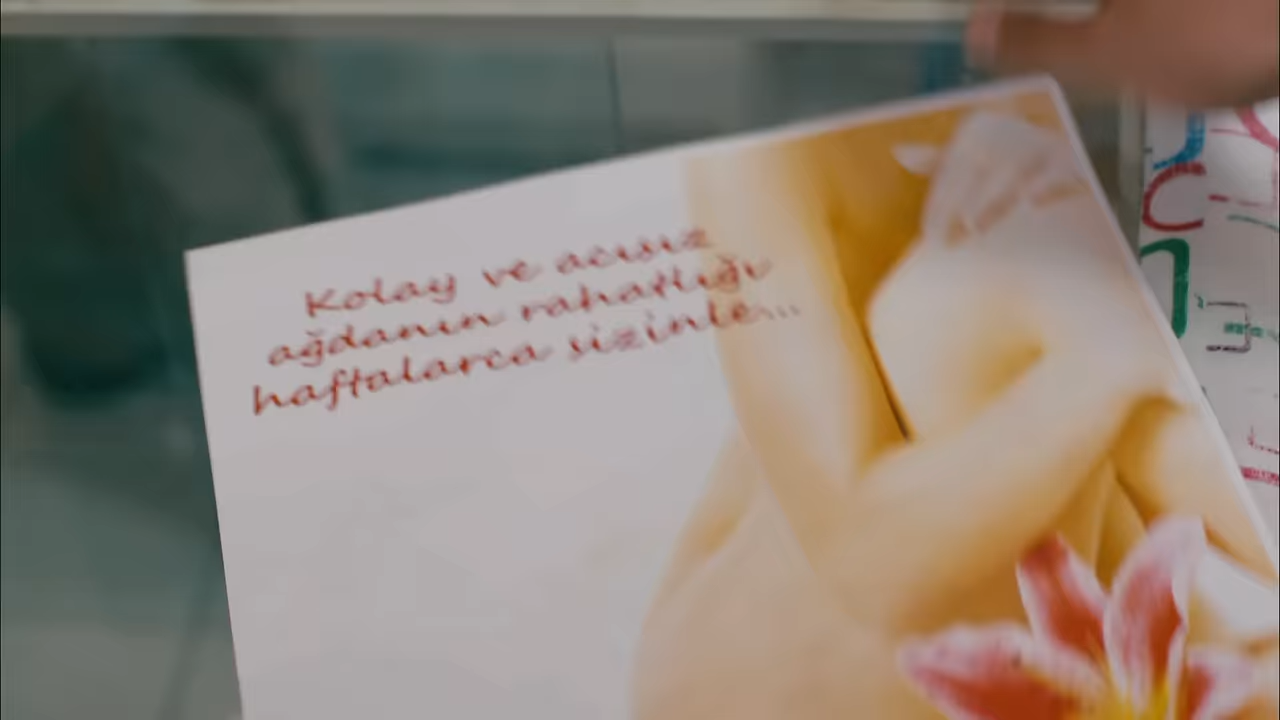 Kolay ve acısız
ağdanın rahatlığı
haftalarca sizinle...